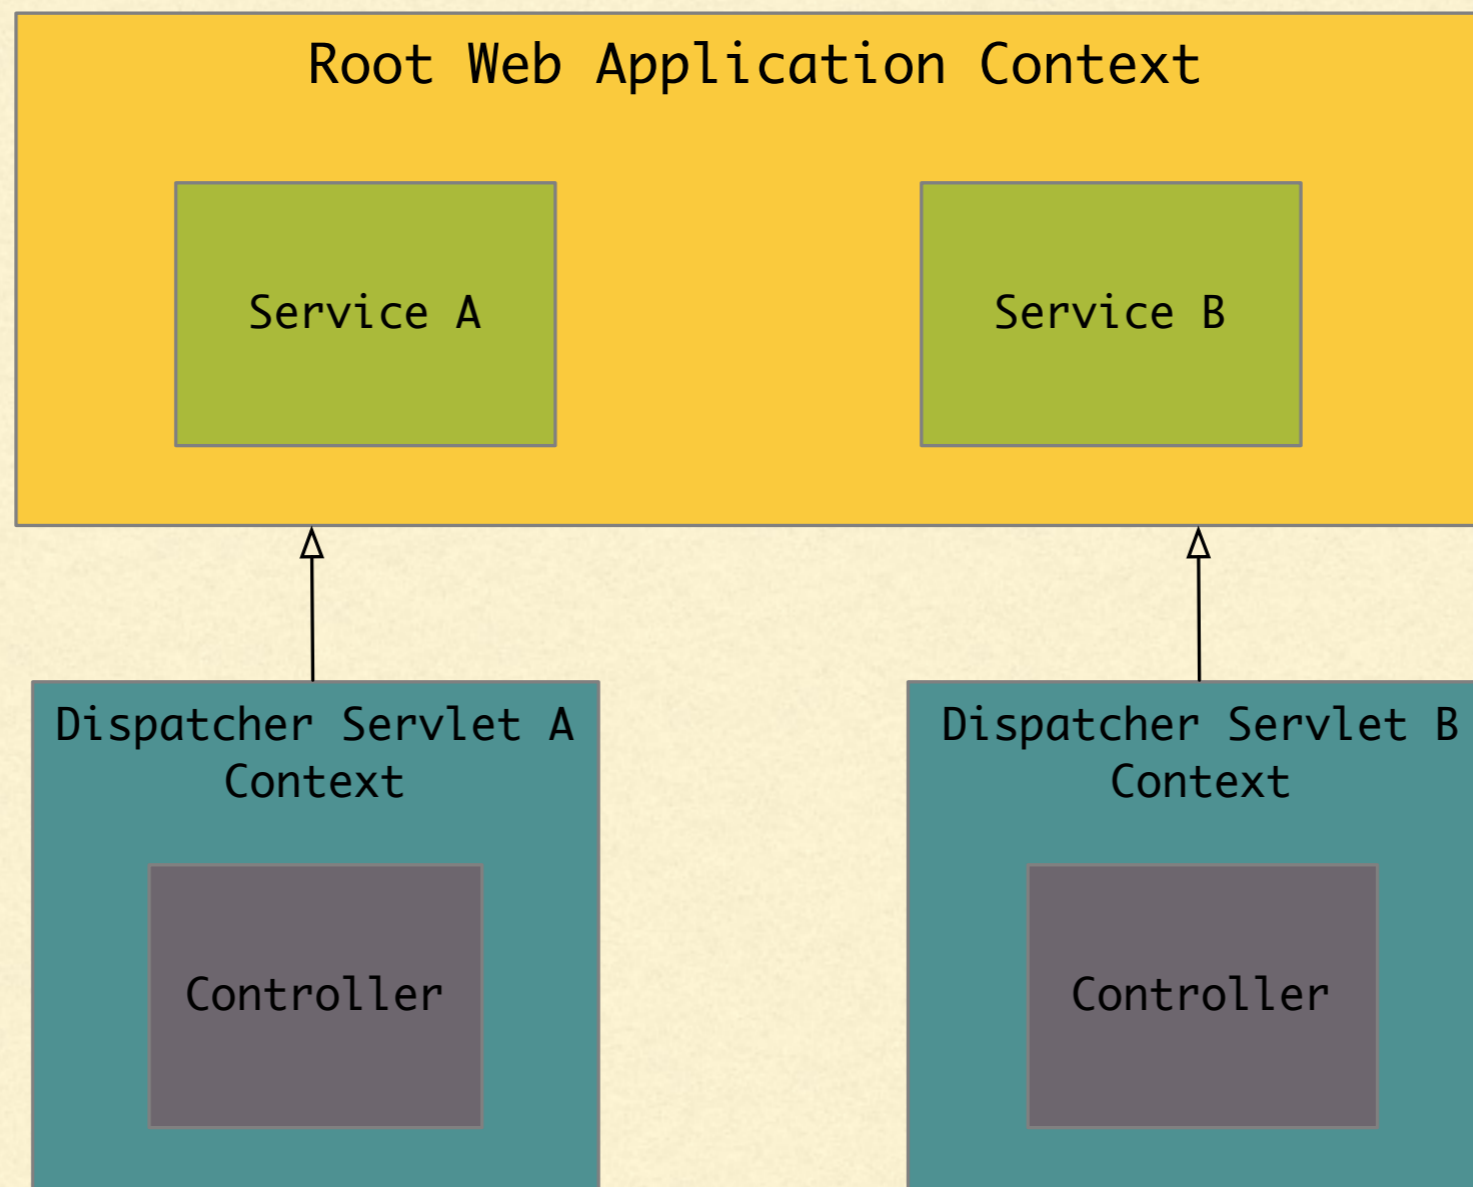 Root Web Application Context
Service A
Service B
Dispatcher Servlet A
Context
Dispatcher Servlet B
Context
Controller
Controller